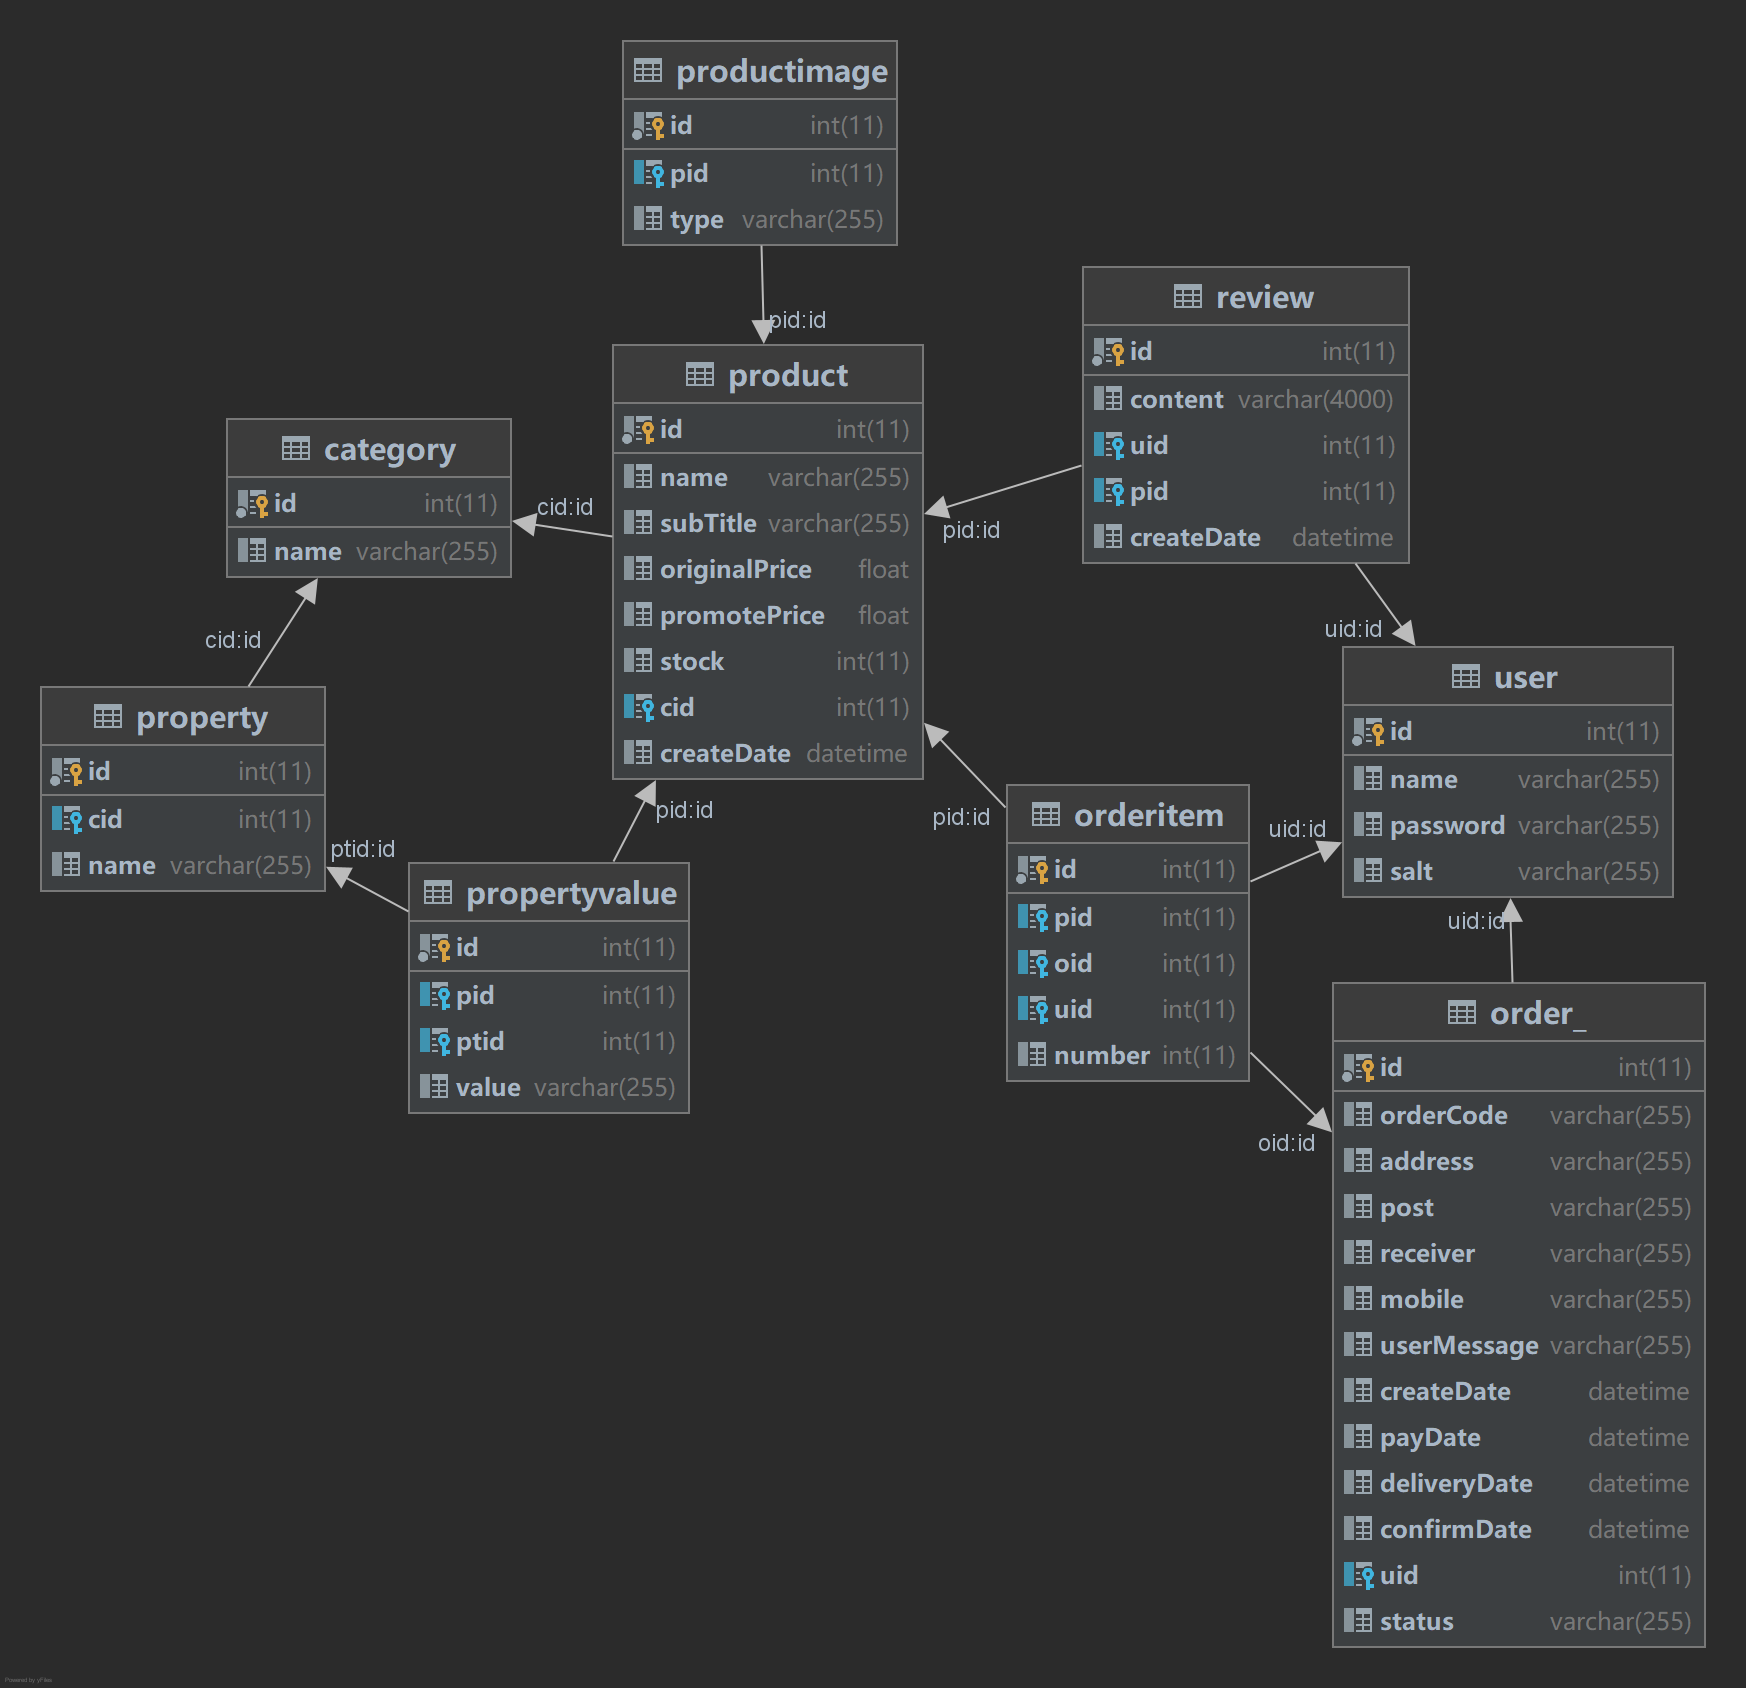 productimage
id int(11)
pid int(11)
type varchar(255)
pid:id
review
id int(11)
content varchar(4000)
uid int(11)
pid int(11)
createDate datetime
product
id int(11)
name varchar(255)
subTitle varchar(255)
originalPrice float
promotePrice float
stock int(11)
cid int(11)
createDate datetime
category
id int(11)
name varchar(255)
cid:id
pid:id
cid:id
uid:id
user
id int(11)
name varchar(255)
password varchar(255)
salt varchar(255)
property
id int(11)
cid int(11)
name varchar(255)
ptid:id
pid:id
pid:id
uid:id
propertyvalue
id int(11)
pid int(11)
ptid int(11)
value varchar(255)
orderitem
id int(11)
pid int(11)
oid int(11)
uid int(11)
number int(11)
uid:id
oid:id
order_
id int(11)
orderCode varchar(255)
address varchar(255)
post varchar(255)
receiver varchar(255)
mobile varchar(255)
userMessage varchar(255)
createDate datetime
payDate datetime
deliveryDate datetime
confirmDate datetime
uid int(11)
status varchar(255)
Powered by yFiles